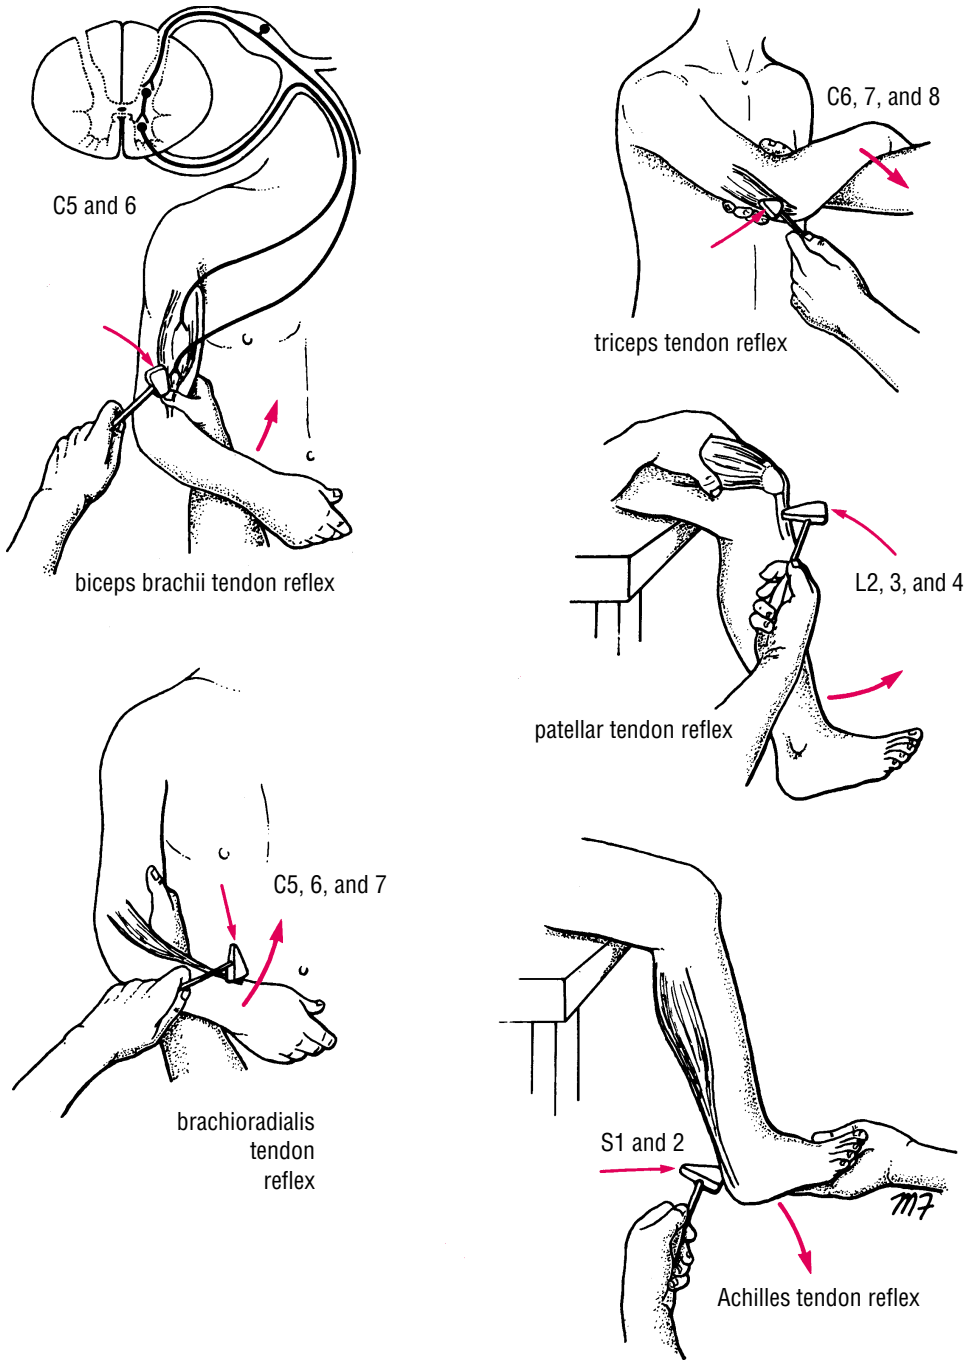 C5 and 6
biceps brachii tendon reflex
C6, 7, and 8
triceps tendon reflex
L2, 3, and 4
patellar tendon reflex
C5, 6, and 7
brachioradialis
tendon
reflex
S1 and 2
Achilles tendon reflex
MF